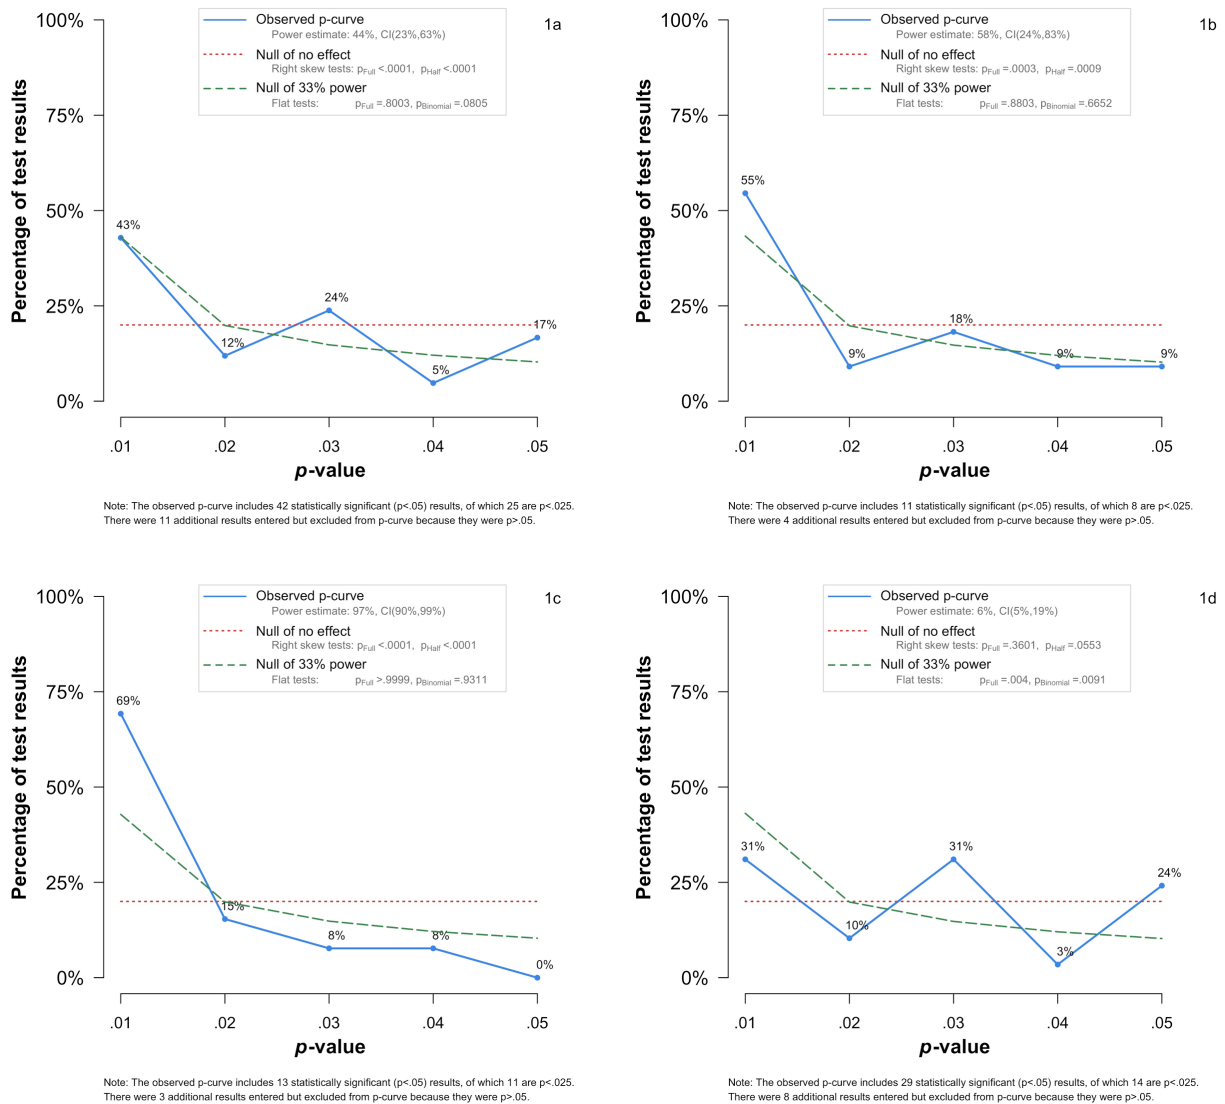 1a
Observed p-curve
Power estimate: 44%, CI(23%,63%)
Null of no effect
Right skew tests: pFull <.0001, pHalf <.0001
Null of 33% power
Flat tests: pFull =.8003, pBinomial =.0805
Percentage of test results
100%
75%
50%
25%
0%
43%
12%
24%
5%
17%
.01 .02 .03 .04 .05
p-value
Note: The observed p-curve includes 42 statistically significant (p<.05) results, of which 25 are p<.025.
There were 11 additional results entered but excluded from p-curve because they were p>.05.
1b
Observed p-curve
Power estimate: 58%, CI(24%,83%)
Null of no effect
Right skew tests: pFull =.0003, pHalf =.0009
Null of 33% power
Flat tests: pFull =.8803, pBinomial =.6652
Percentage of test results
100%
75%
50%
25%
0%
55%
9%
18%
9%
9%
.01 .02 .03 .04 .05
p-value
Note: The observed p-curve includes 11 statistically significant (p<.05) results, of which 8 are p<.025.
There were 4 additional results entered but excluded from p-curve because they were p>.05.
1c
Observed p-curve
Power estimate: 97%, CI(90%,99%)
Null of no effect
Right skew tests: pFull <.0001, pHalf <.0001
Null of 33% power
Flat tests: pFull >.9999, pBinomial =.9311
Percentage of test results
100%
75%
50%
25%
0%
69%
15%
8%
8%
0%
.01 .02 .03 .04 .05
p-value
Note: The observed p-curve includes 13 statistically significant (p<.05) results, of which 11 are p<.025.
There were 3 additional results entered but excluded from p-curve because they were p>.05.
1d
Observed p-curve
Power estimate: 6%, CI(5%,19%)
Null of no effect
Right skew tests: pFull =.3601, pHalf =.0553
Null of 33% power
Flat tests: pFull =.004, pBinomial =.0091
Percentage of test results
100%
75%
50%
25%
0%
31%
10%
31%
3%
24%
.01 .02 .03 .04 .05
p-value
Note: The observed p-curve includes 29 statistically significant (p<.05) results, of which 14 are p<.025.
There were 8 additional results entered but excluded from p-curve because they were p>.05.